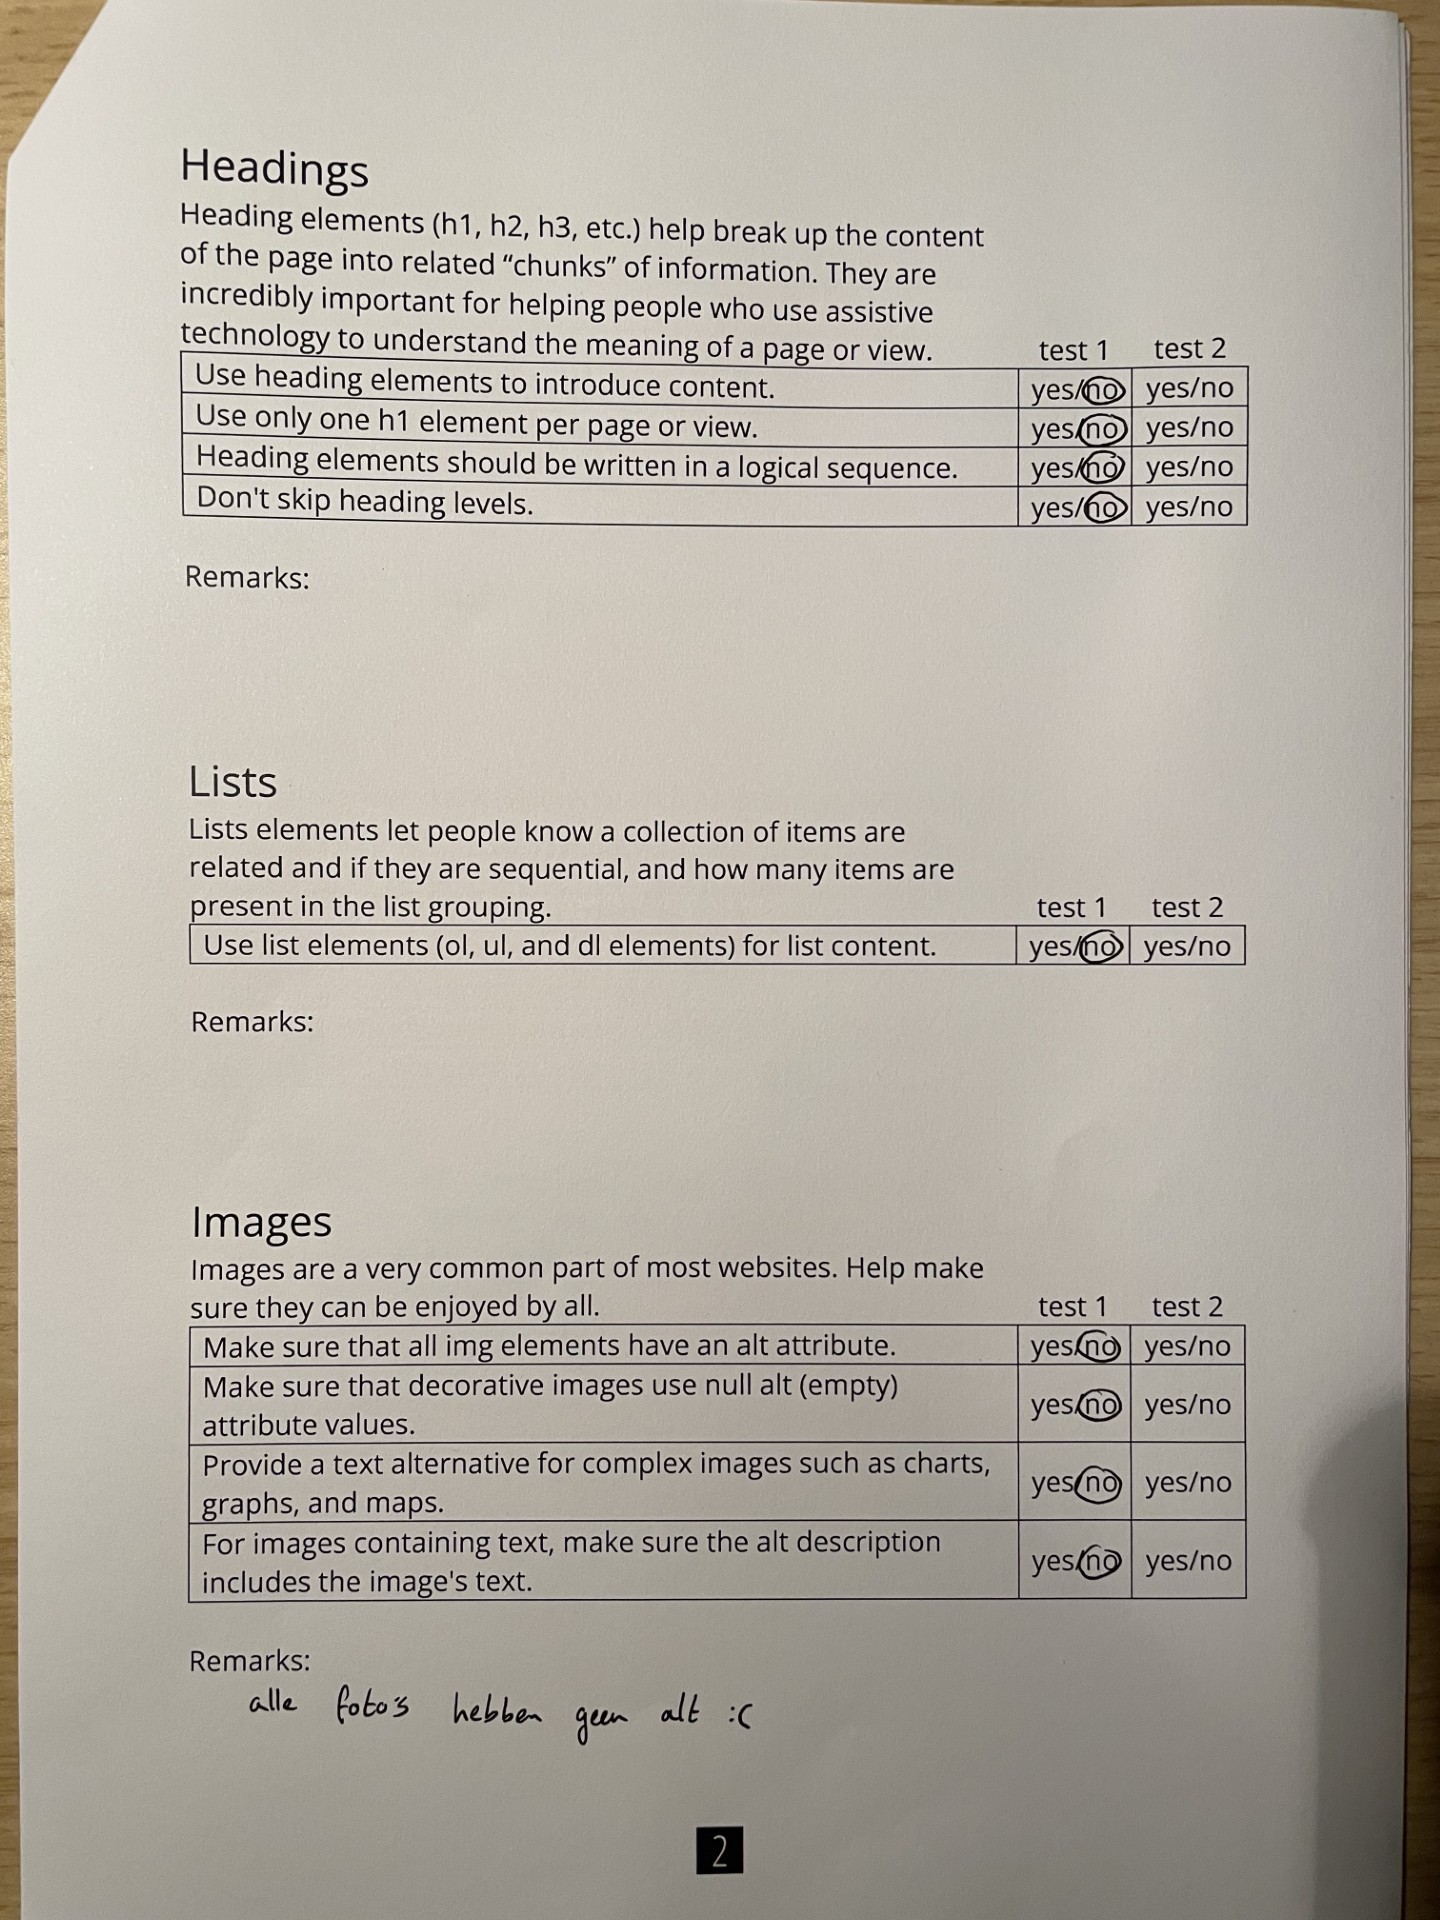 Headings
Heading elements (h1, h2, h3, etc.) help break up the content
of the page into related “chunks” of information. They are
incredibly important for helping people who use assistive
technology to understand the meaning of a page or view. test 1 test 2
Use heading elements to introduce content. yes/no yes/no
Use only one h1 element per page or view. yes/no yes/no
Heading elements should be written in a logical sequence. yes/no yes/no
Don't skip heading levels. yes/no yes/no
Remarks:
Lists
Lists elements let people know a collection of items are
related and if they are sequential, and how many items are
present in the list grouping. test 1 test 2
Use list elements (ol, ul, and dl elements) for list content. yes/no yes/no
Remarks:
Images
Images are a very common part of most websites. Help make
sure they can be enjoyed by all. test 1 test 2
Make sure that all img elements have an alt attribute. yes/no yes/no
Make sure that decorative images use null alt (empty)
attribute values. yes/no yes/no
Provide a text alternative for complex images such as charts,
graphs, and maps. yes/no yes/no
For images containing text, make sure the alt description
includes the image's text. yes/no yes/no
Remarks:
alle foto's hebben geen alt :(
2